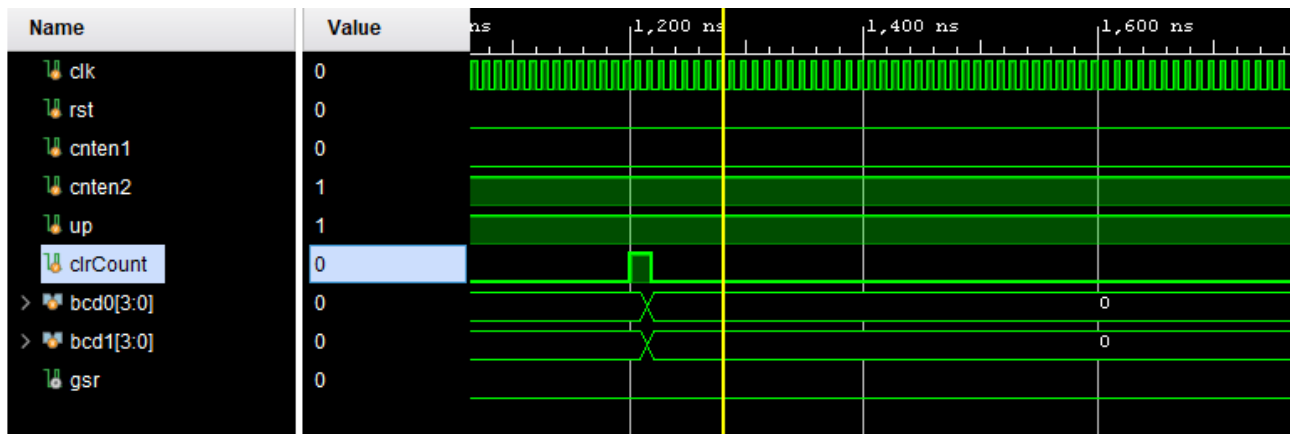 Name Value ns 1,200 ns 1,400 ns 1,600 ns
clk 0
rst 0
cnten1 0
cnten2 1
up 1
clrCount 0
> bcd0[3:0] 0 0
> bcd1[3:0] 0 0
gsr 0